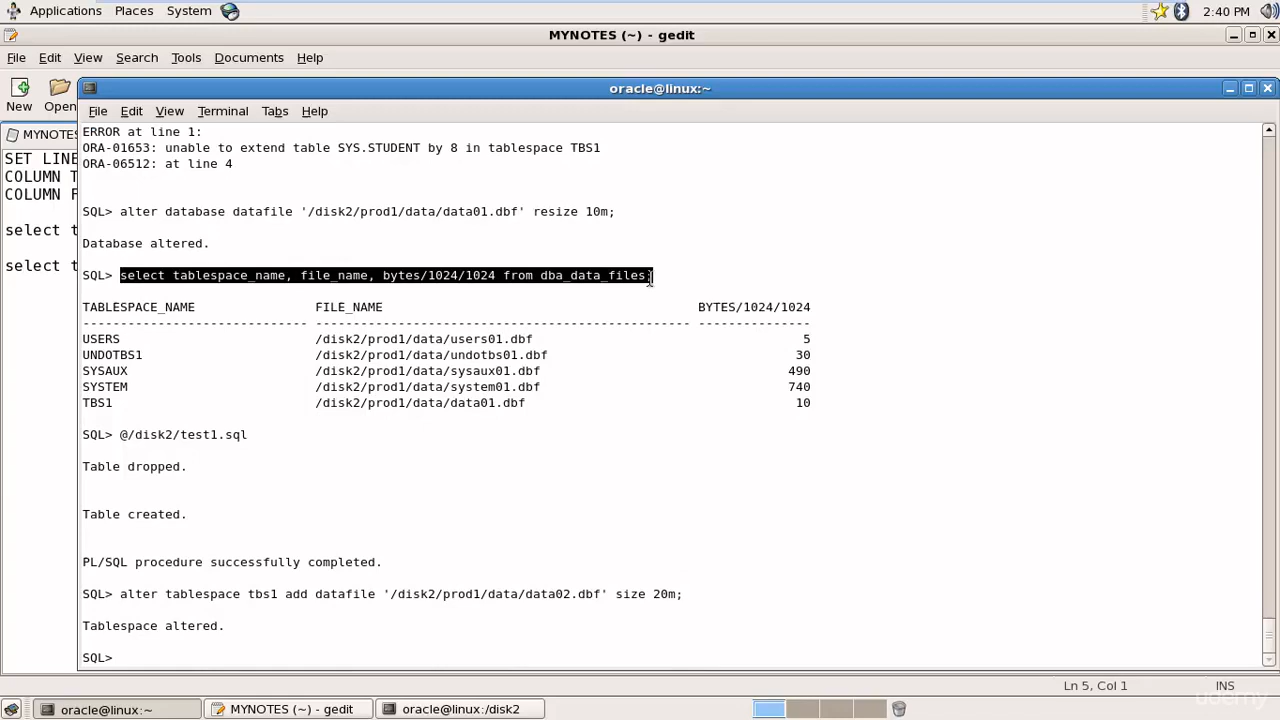 Applications Places System 2:40 PM
MYNOTES (~) - gedit
File Edit View Search Tools Documents Help
oracle@linux:~
New Open
File Edit View Terminal Tabs Help
MYNOTES
SET LINE
COLUMN T
COLUMN F
select t
select t
ERROR at line 1:
ORA-01653: unable to extend table SYS.STUDENT by 8 in tablespace TBS1
ORA-06512: at line 4
SQL> alter database datafile '/disk2/prod1/data/data01.dbf' resize 10m;
Database altered.
SQL> select tablespace_name, file_name, bytes/1024/1024 from dba_data_files;
TABLESPACE_NAME FILE_NAME BYTES/1024/1024
------------------------------ -------------------------------------------------- ---------------
USERS /disk2/prod1/data/users01.dbf 5
UNDOTBS1 /disk2/prod1/data/undotbs01.dbf 30
SYSAUX /disk2/prod1/data/sysaux01.dbf 490
SYSTEM /disk2/prod1/data/system01.dbf 740
TBS1 /disk2/prod1/data/data01.dbf 10
SQL> @/disk2/test1.sql
Table dropped.
Table created.
PL/SQL procedure successfully completed.
SQL> alter tablespace tbs1 add datafile '/disk2/prod1/data/data02.dbf' size 20m;
Tablespace altered.
SQL>
Ln 5, Col 1 INS
oracle@linux:~ MYNOTES (~) - gedit oracle@linux:/disk2
udemy